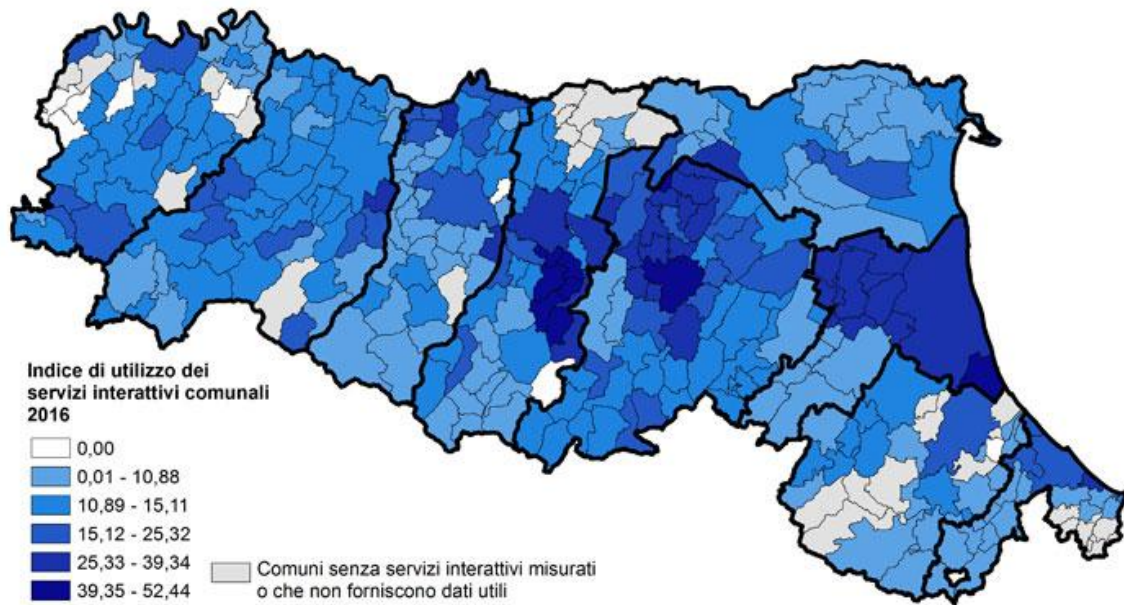 Indice di utilizzo dei
servizi interattivi comunali
2016
0,00
0,01 - 10,88
10,89 - 15,11
15,12 - 25,32
25,33 - 39,34
39,35 - 52,44
Comuni senza servizi interattivi misurati
o che non forniscono dati utili